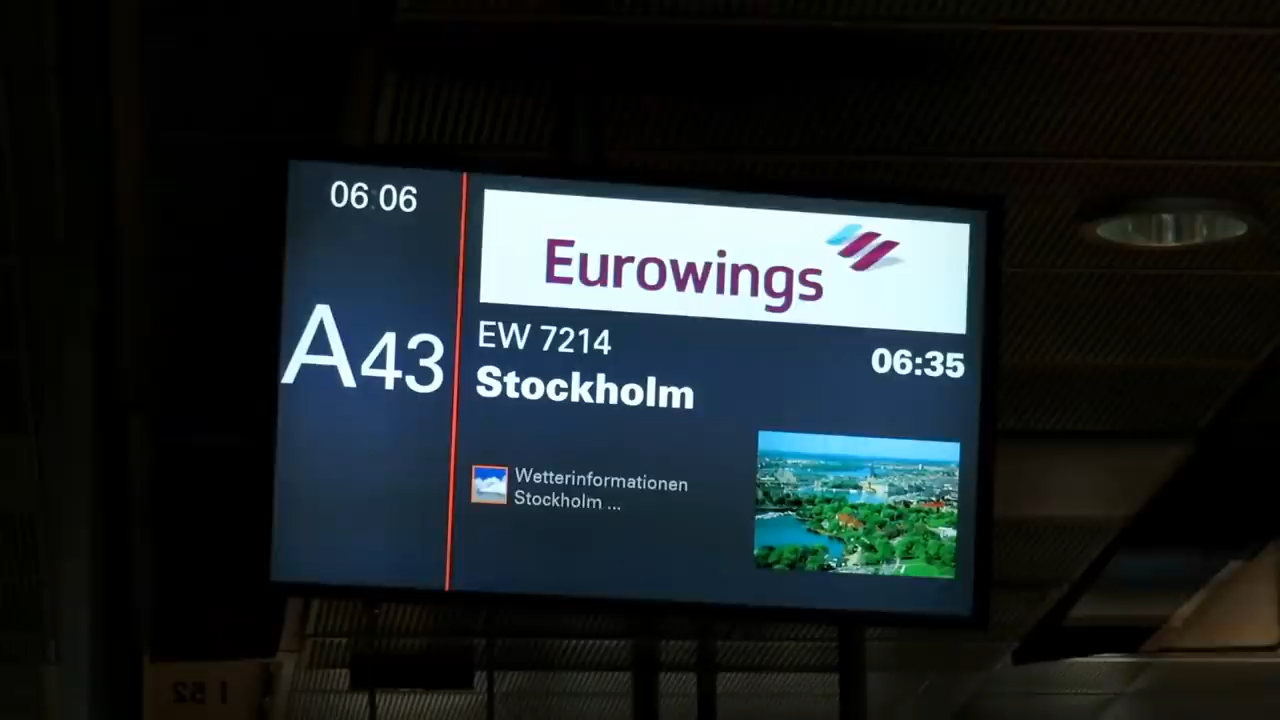 06:06
A43
Eurowings
EW 7214
06:35
Stockholm
Wetterinformationen
Stockholm ...